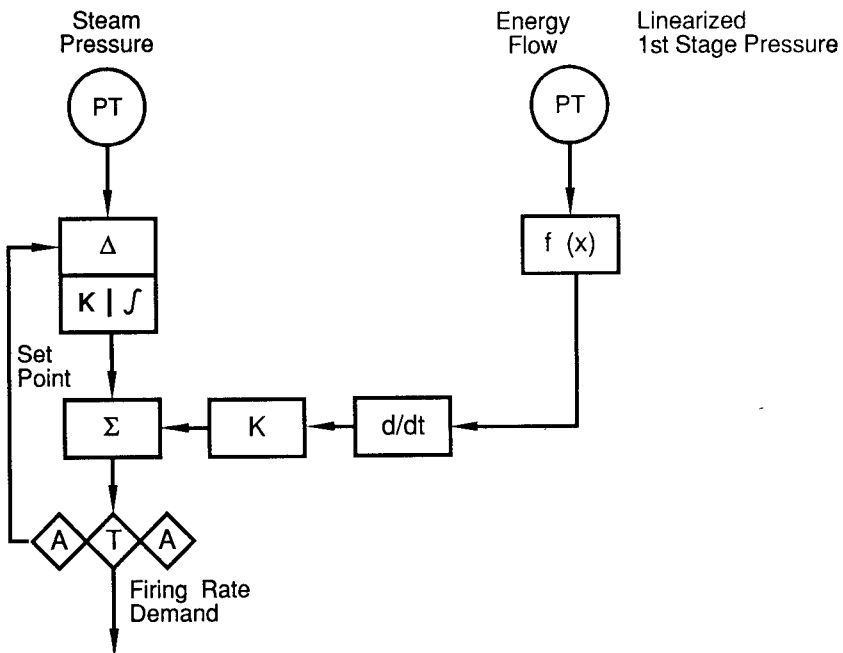 Steam
Pressure
Energy
Flow
Linearized
1st Stage Pressure
PT
PT
Δ
f (x)
K | ∫
Set
Point
Σ
K
d/dt
A
T
A
Firing Rate
Demand